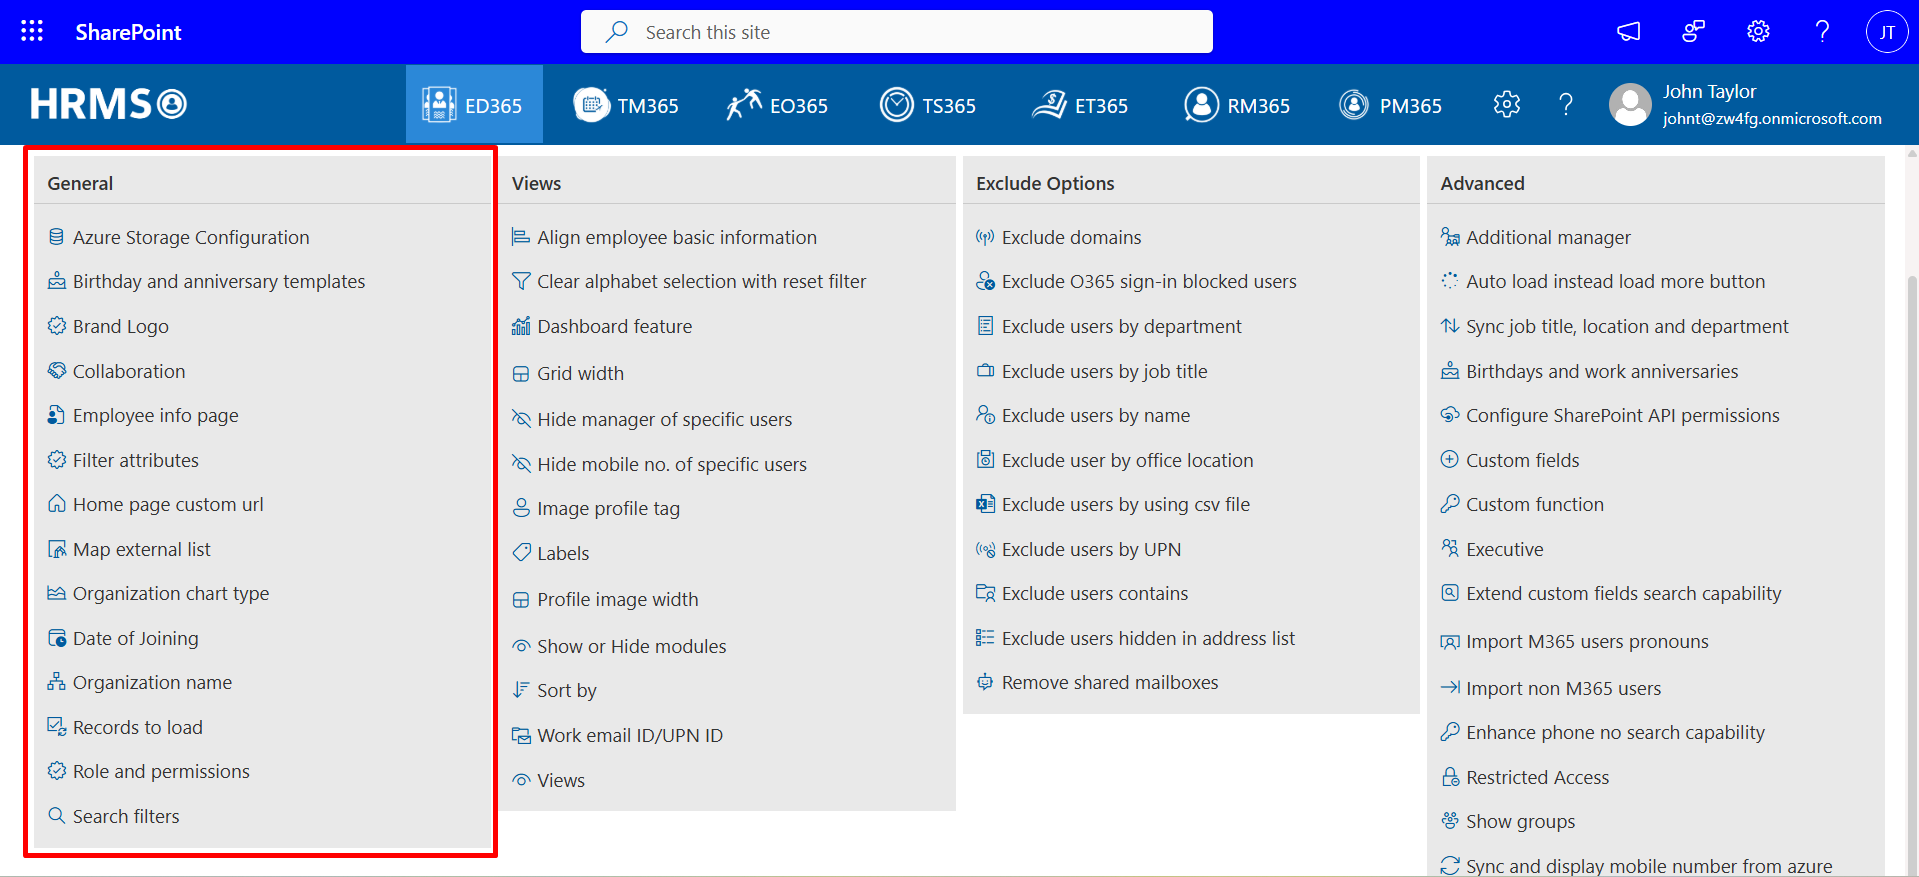 SharePoint
Search this site
JT
HRMS
ED365
TM365
EO365
TS365
ET365
RM365
PM365
John Taylor
johnt@zw4fg.onmicrosoft.com
General
Azure Storage Configuration
Birthday and anniversary templates
Brand Logo
Collaboration
Employee info page
Filter attributes
Home page custom url
Map external list
Organization chart type
Date of Joining
Organization name
Records to load
Role and permissions
Search filters
Views
Align employee basic information
Clear alphabet selection with reset filter
Dashboard feature
Grid width
Hide manager of specific users
Hide mobile no. of specific users
Image profile tag
Labels
Profile image width
Show or Hide modules
Sort by
Work email ID/UPN ID
Views
Exclude Options
Exclude domains
Exclude O365 sign-in blocked users
Exclude users by department
Exclude users by job title
Exclude users by name
Exclude user by office location
Exclude users by using csv file
Exclude users by UPN
Exclude users contains
Exclude users hidden in address list
Remove shared mailboxes
Advanced
Additional manager
Auto load instead load more button
Sync job title, location and department
Birthdays and work anniversaries
Configure SharePoint API permissions
Custom fields
Custom function
Executive
Extend custom fields search capability
Import M365 users pronouns
Import non M365 users
Enhance phone no search capability
Restricted Access
Show groups
Sync and display mobile number from azure